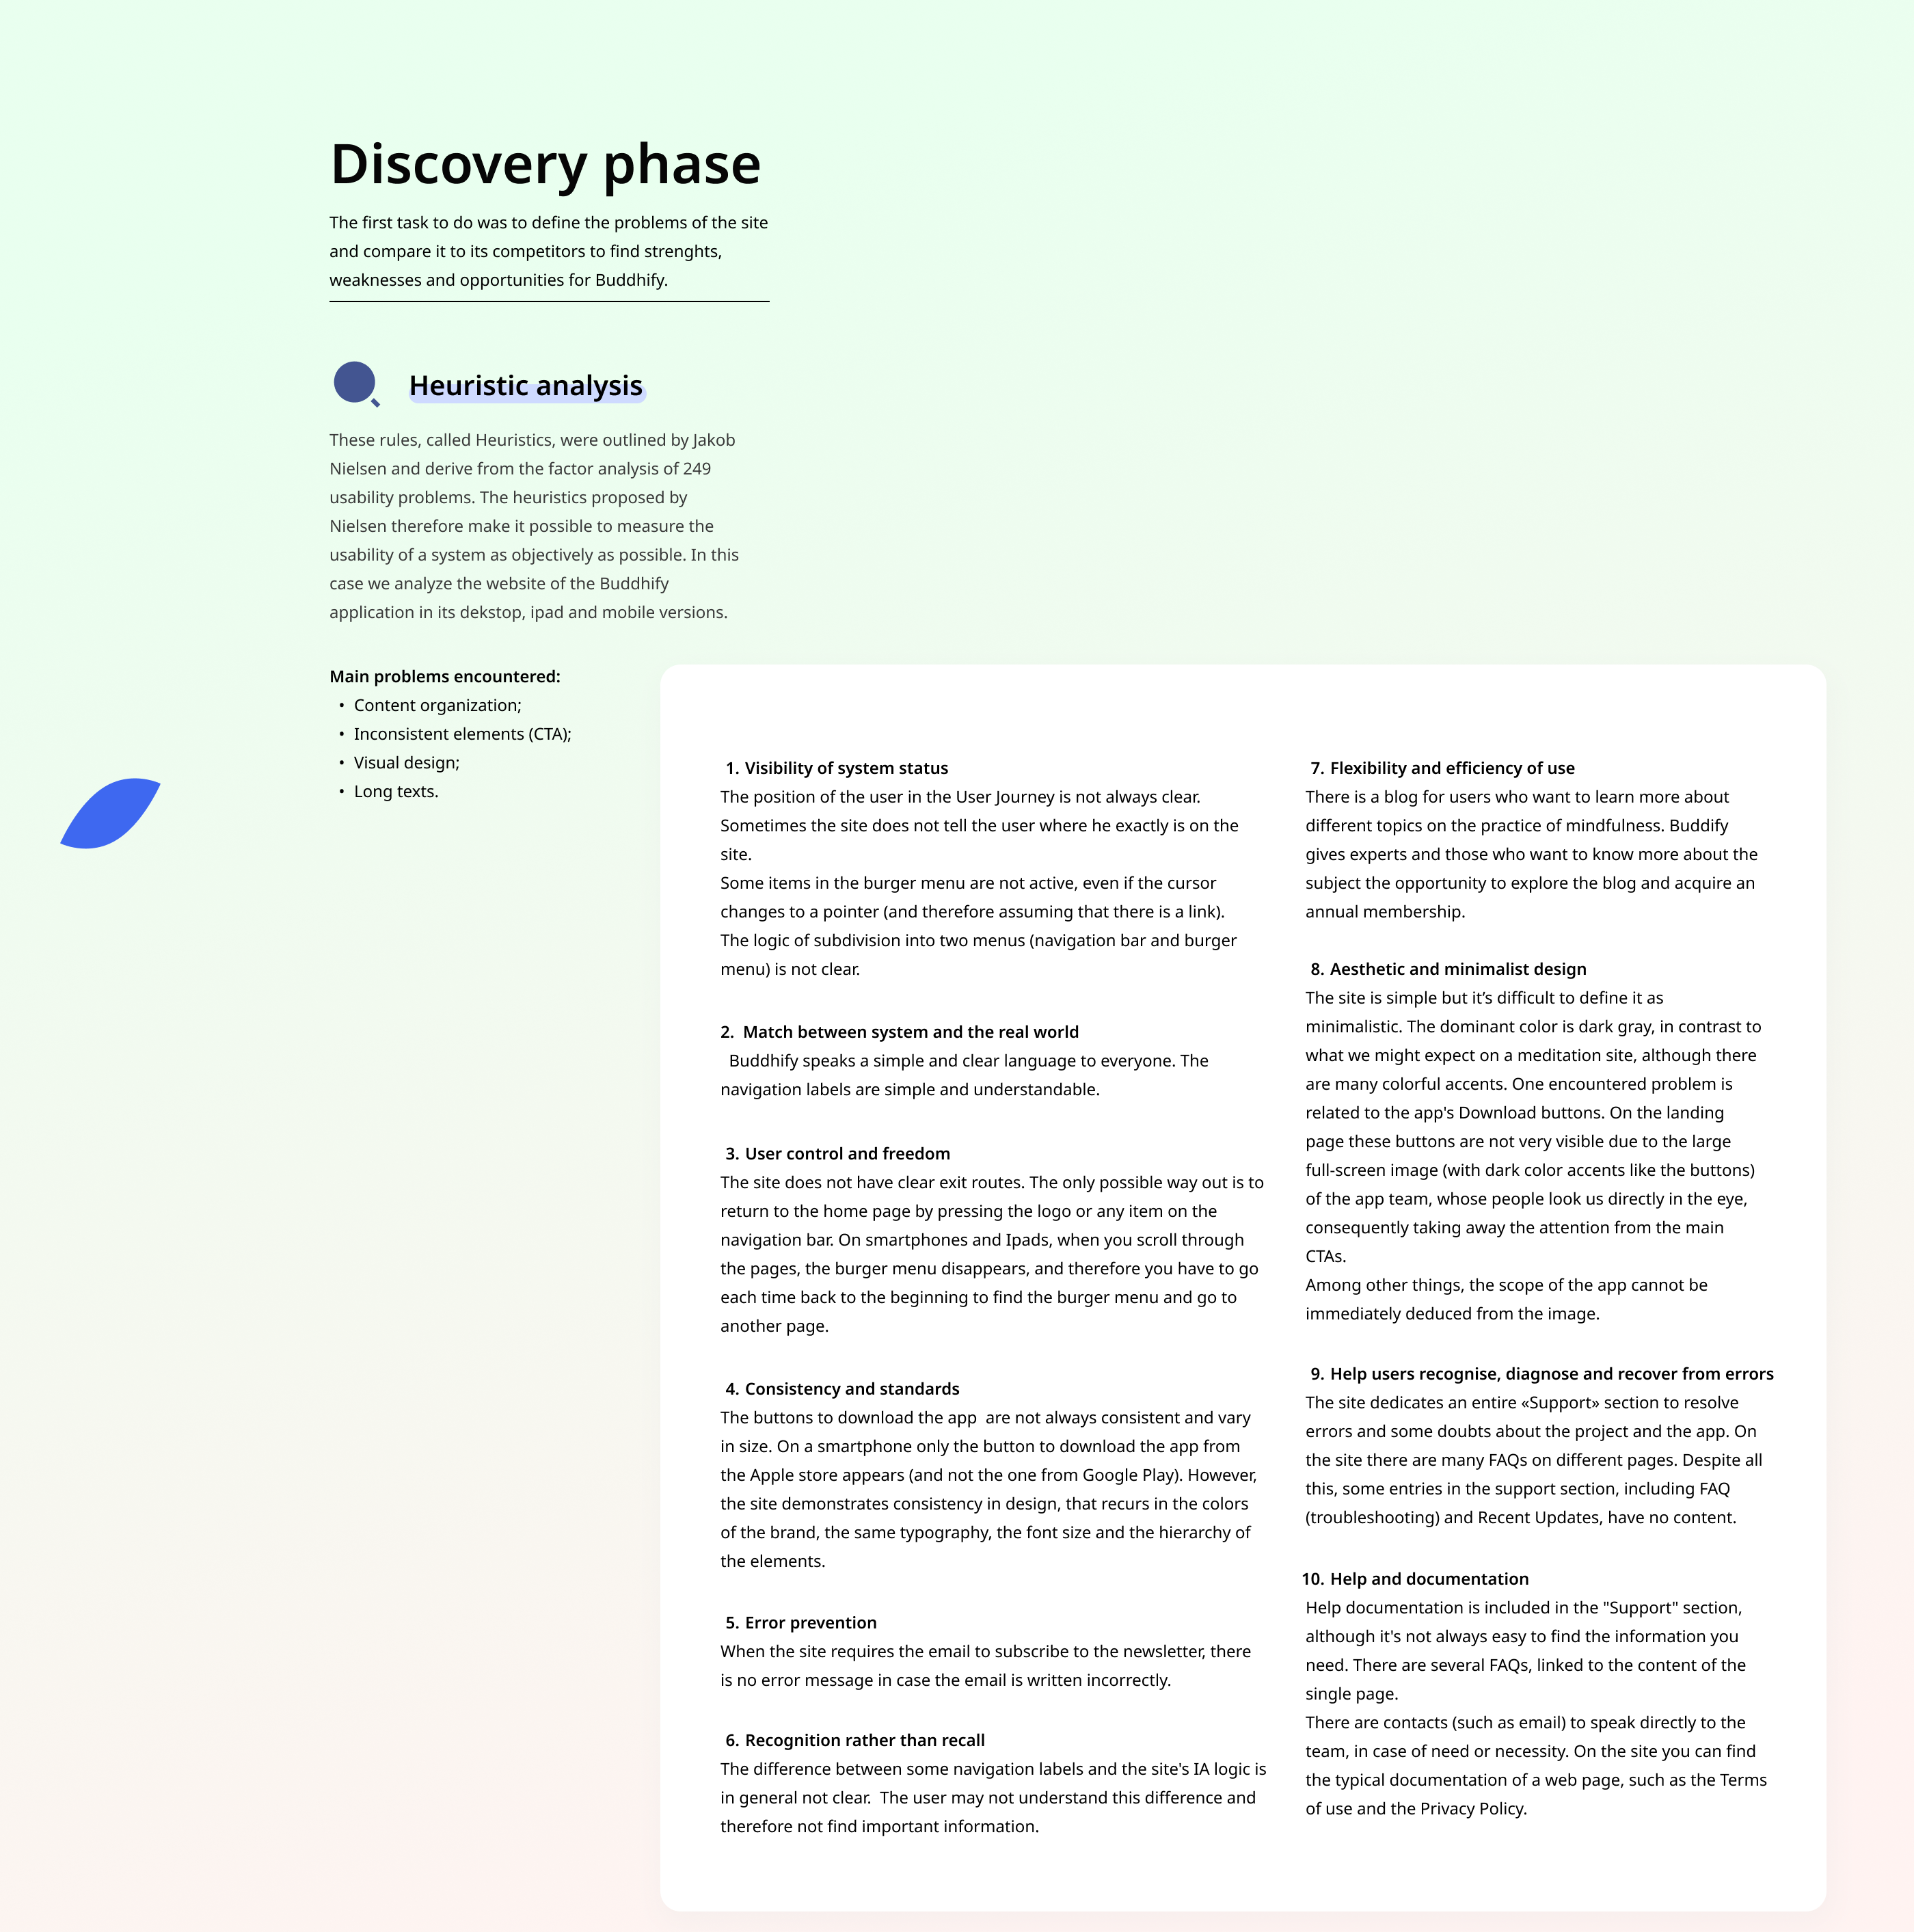 Discovery phase
The first task to do was to define the problems of the site
and compare it to its competitors to find strenghts,
weaknesses and opportunities for Buddhify.
Heuristic analysis
These rules, called Heuristics, were outlined by Jakob
Nielsen and derive from the factor analysis of 249
usability problems. The heuristics proposed by
Nielsen therefore make it possible to measure the
usability of a system as objectively as possible. In this
case we analyze the website of the Buddhify
application in its dekstop, ipad and mobile versions.
Main problems encountered:
• Content organization;
• Inconsistent elements (CTA);
• Visual design;
• Long texts.
1. Visibility of system status
The position of the user in the User Journey is not always clear.
Sometimes the site does not tell the user where he exactly is on the
site.
Some items in the burger menu are not active, even if the cursor
changes to a pointer (and therefore assuming that there is a link).
The logic of subdivision into two menus (navigation bar and burger
menu) is not clear.
2. Match between system and the real world
Buddhify speaks a simple and clear language to everyone. The
navigation labels are simple and understandable.
3. User control and freedom
The site does not have clear exit routes. The only possible way out is to
return to the home page by pressing the logo or any item on the
navigation bar. On smartphones and Ipads, when you scroll through
the pages, the burger menu disappears, and therefore you have to go
each time back to the beginning to find the burger menu and go to
another page.
4. Consistency and standards
The buttons to download the app are not always consistent and vary
in size. On a smartphone only the button to download the app from
the Apple store appears (and not the one from Google Play). However,
the site demonstrates consistency in design, that recurs in the colors
of the brand, the same typography, the font size and the hierarchy of
the elements.
5. Error prevention
When the site requires the email to subscribe to the newsletter, there
is no error message in case the email is written incorrectly.
6. Recognition rather than recall
The difference between some navigation labels and the site's IA logic is
in general not clear. The user may not understand this difference and
therefore not find important information.
7. Flexibility and efficiency of use
There is a blog for users who want to learn more about
different topics on the practice of mindfulness. Buddify
gives experts and those who want to know more about the
subject the opportunity to explore the blog and acquire an
annual membership.
8. Aesthetic and minimalist design
The site is simple but it’s difficult to define it as
minimalistic. The dominant color is dark gray, in contrast to
what we might expect on a meditation site, although there
are many colorful accents. One encountered problem is
related to the app's Download buttons. On the landing
page these buttons are not very visible due to the large
full-screen image (with dark color accents like the buttons)
of the app team, whose people look us directly in the eye,
consequently taking away the attention from the main
CTAs.
Among other things, the scope of the app cannot be
immediately deduced from the image.
9. Help users recognise, diagnose and recover from errors
The site dedicates an entire «Support» section to resolve
errors and some doubts about the project and the app. On
the site there are many FAQs on different pages. Despite all
this, some entries in the support section, including FAQ
(troubleshooting) and Recent Updates, have no content.
10. Help and documentation
Help documentation is included in the "Support" section,
although it's not always easy to find the information you
need. There are several FAQs, linked to the content of the
single page.
There are contacts (such as email) to speak directly to the
team, in case of need or necessity. On the site you can find
the typical documentation of a web page, such as the Terms
of use and the Privacy Policy.